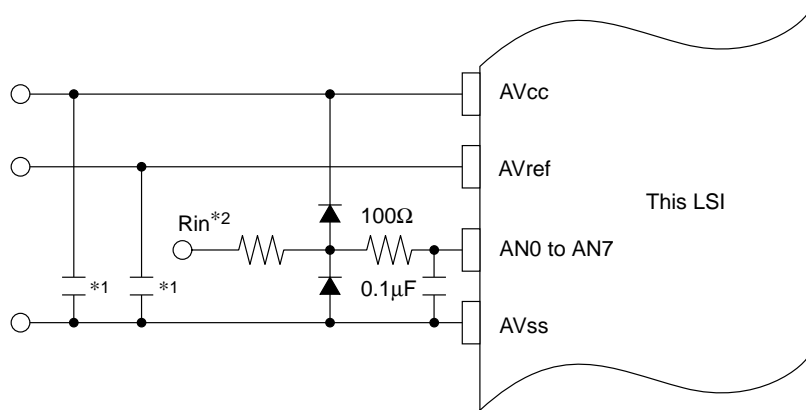 AVcc
AVref
This LSI
Rin*2
100Ω
AN0 to AN7
*1
*1
0.1μF
AVss